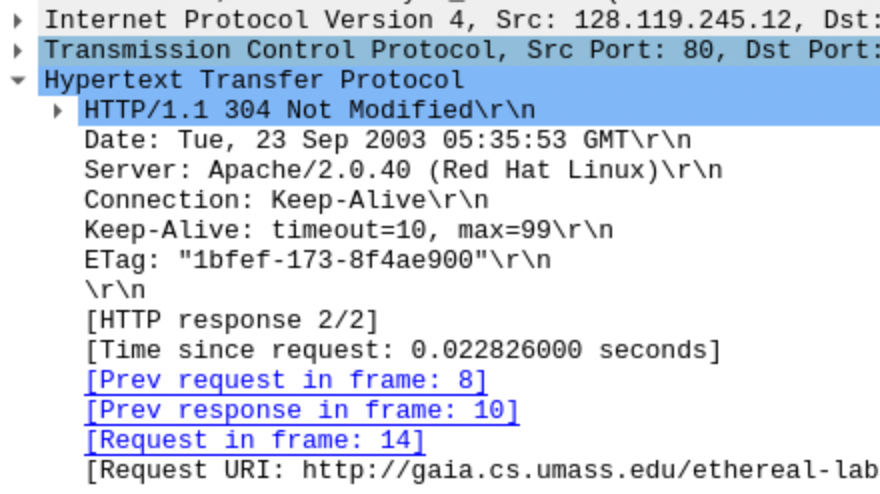 Internet Protocol Version 4, Src: 128.119.245.12, Dst:
Transmission Control Protocol, Src Port: 80, Dst Port:
Hypertext Transfer Protocol
HTTP/1.1 304 Not Modified\r\n
Date: Tue, 23 Sep 2003 05:35:53 GMT\r\n
Server: Apache/2.0.40 (Red Hat Linux)\r\n
Connection: Keep-Alive\r\n
Keep-Alive: timeout=10, max=99\r\n
ETag: "1bfef-173-8f4ae900"\r\n
\r\n
[HTTP response 2/2]
[Time since request: 0.022826000 seconds]
[Prev request in frame: 8]
[Prev response in frame: 10]
[Request in frame: 14]
[Request URI: http://gaia.cs.umass.edu/ethereal-lab